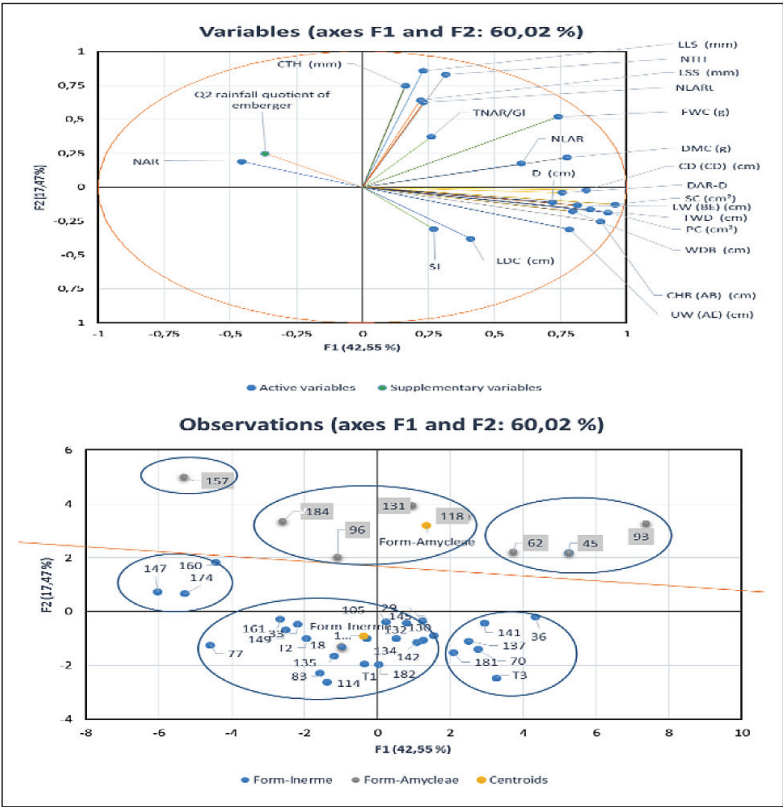 Variables (axes F1 and F2: 60,02 %)
LLS (mm)
NTH
LSS (mm)
NLARL
FWC (g)
DMC (g)
CD (CD) (cm)
DAR-D
SC (cm²)
LW (BE) (cm)
TWD (cm)
PC (cm²)
WDB (cm)
CHR (AB) (cm)
UW (AE) (cm)
CTH (mm)
Q2 rainfall quotient of
emberger
TNAR/GI
NLAR
NAR
D (cm)
SI
LDC (cm)
F2(17,47%)
1
0,75
0,5
0,25
0
-0,25
-0,5
0,75
1
-1
-0,75
-0,5
-0,25
0
0,25
0,5
0,75
1
F1 (42,55 %)
Active variables
Supplementary variables
Observations (axes F1 and F2: 60,02 %)
F2 (17,47%)
6
4
2
0
-2
-4
157
184
96
131
118
Form-Amycleae
62
45
93
147
160
174
77
161
149
33
T2
18
135
83
114
Form-Inerme
1...
105
29
145
132
130
134
142
T1
182
141
36
137
70
181
T3
-8
-6
-4
-2
0
2
4
6
8
10
F1 (42,55 %)
Form-Inerme
Form-Amycleae
Centroids